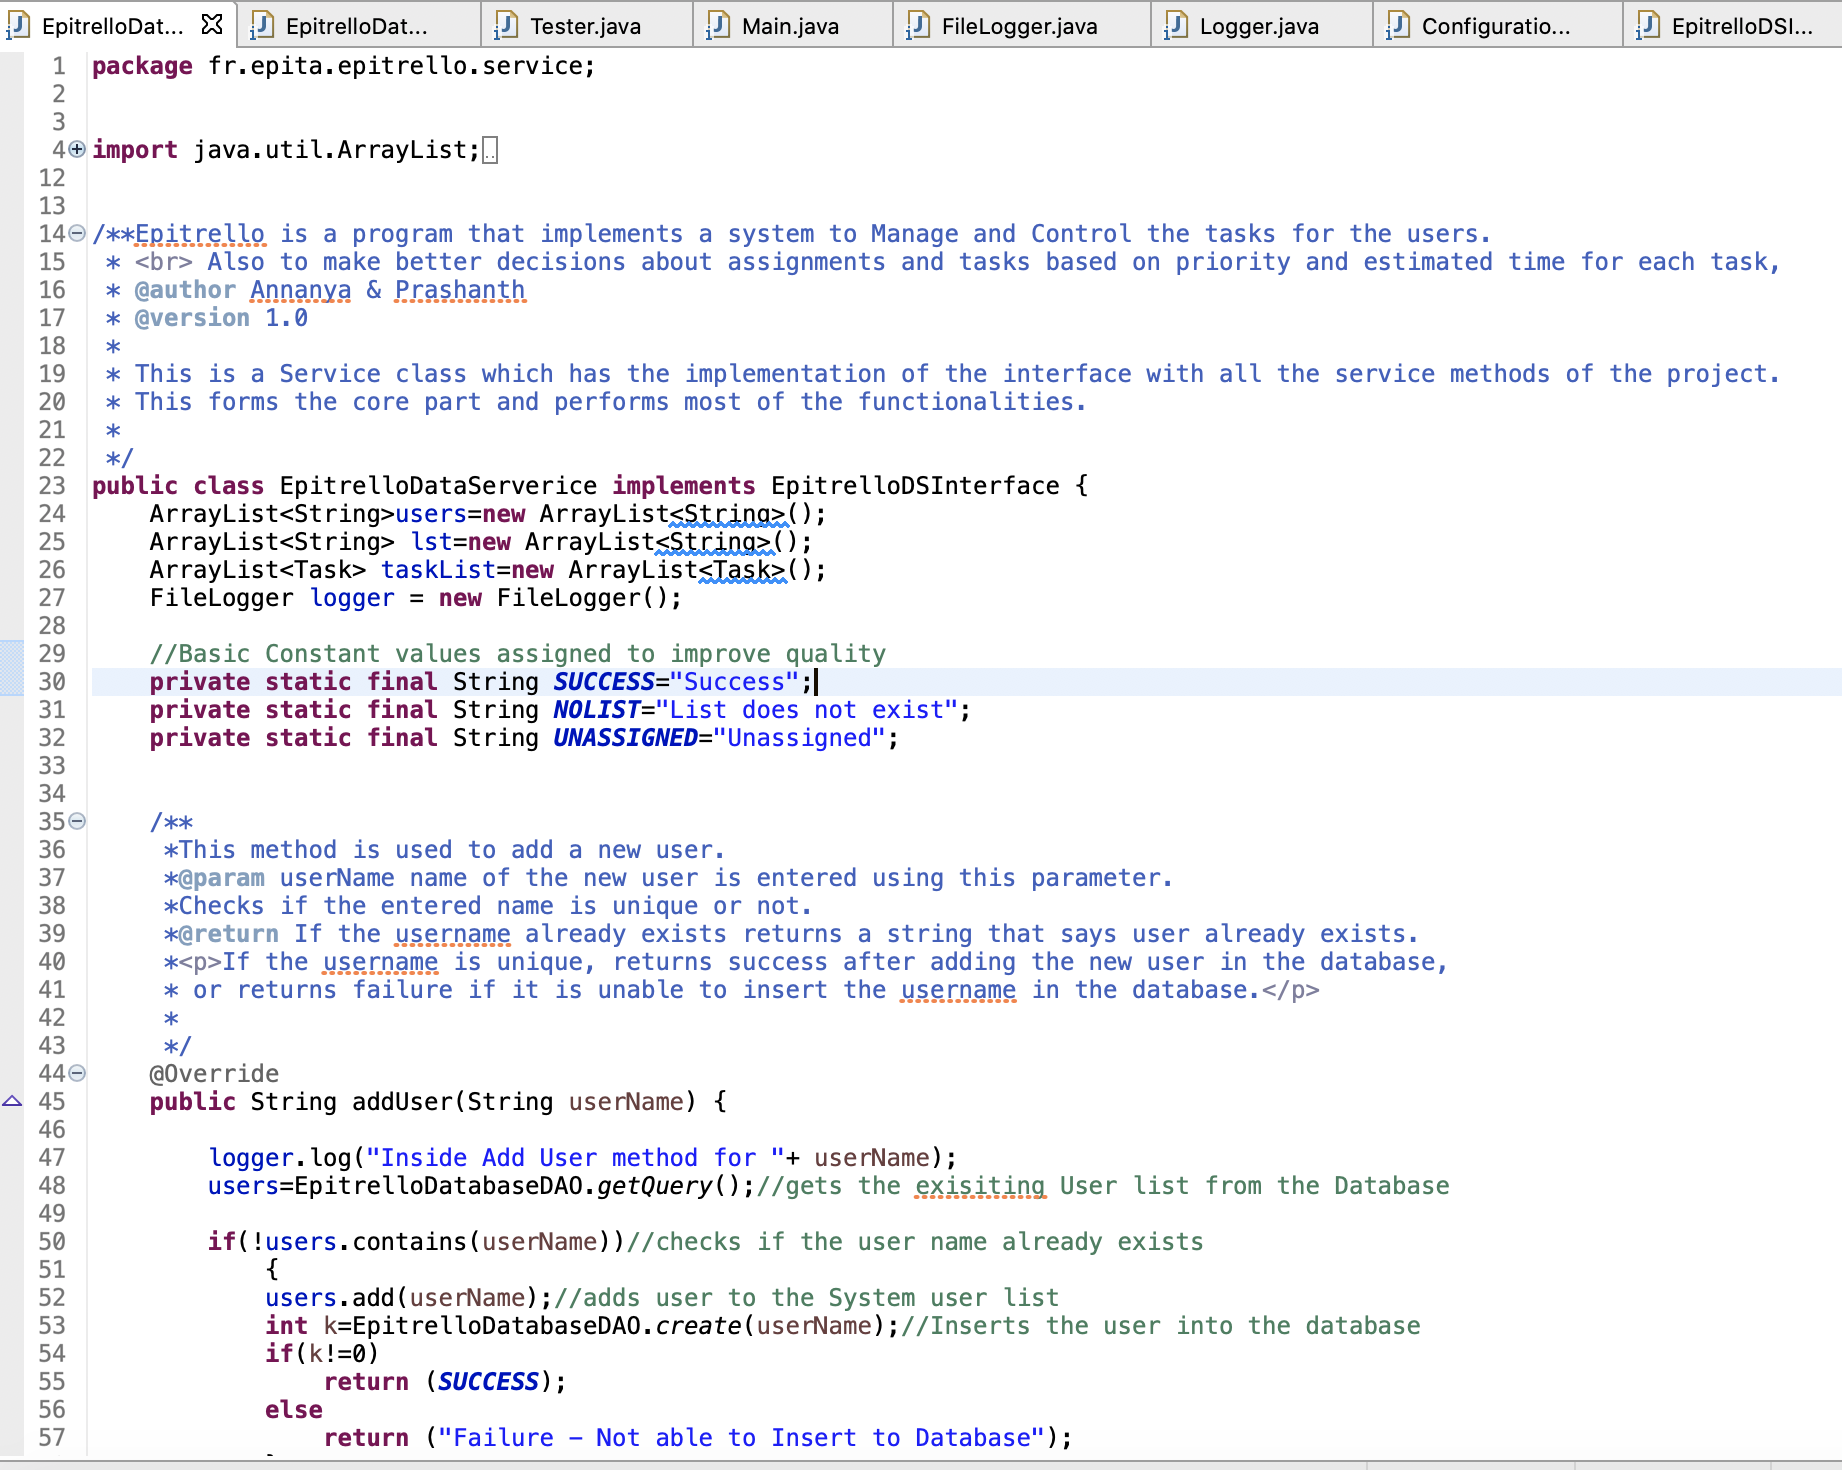 EpitrelloDat...
EpitrelloDat...
Tester.java
Main.java
FileLogger.java
Logger.java
Configuratio...
EpitrelloDSI...
1 package fr.epita.epitrello.service;
2
3
4 import java.util.ArrayList;
12
13
14 /**Epitrello is a program that implements a system to Manage and Control the tasks for the users.
15 * <br> Also to make better decisions about assignments and tasks based on priority and estimated time for each task,
16 * @author Annanya & Prashanth
17 * @version 1.0
18 *
19 * This is a Service class which has the implementation of the interface with all the service methods of the project.
20 * This forms the core part and performs most of the functionalities.
21 *
22 */
23 public class EpitrelloDataServerice implements EpitrelloDSInterface {
24 ArrayList<String>users=new ArrayList<String>();
25 ArrayList<String> lst=new ArrayList<String>();
26 ArrayList<Task> taskList=new ArrayList<Task>();
27 FileLogger logger = new FileLogger();
28
29 //Basic Constant values assigned to improve quality
30 private static final String SUCCESS="Success";
31 private static final String NOLIST="List does not exist";
32 private static final String UNASSIGNED="Unassigned";
33
34
35 /**
36 *This method is used to add a new user.
37 *@param userName name of the new user is entered using this parameter.
38 *Checks if the entered name is unique or not.
39 *@return If the username already exists returns a string that says user already exists.
40 *<p>If the username is unique, returns success after adding the new user in the database,
41 * or returns failure if it is unable to insert the username in the database.</p>
42 *
43 */
44 @Override
45 public String addUser(String userName) {
46
47 logger.log("Inside Add User method for "+ userName);
48 users=EpitrelloDatabaseDAO.getQuery();//gets the exisiting User list from the Database
49
50 if(!users.contains(userName))//checks if the user name already exists
51 {
52 users.add(userName);//adds user to the System user list
53 int k=EpitrelloDatabaseDAO.create(userName);//Inserts the user into the database
54 if(k!=0)
55 return (SUCCESS);
56 else
57 return ("Failure – Not able to Insert to Database");